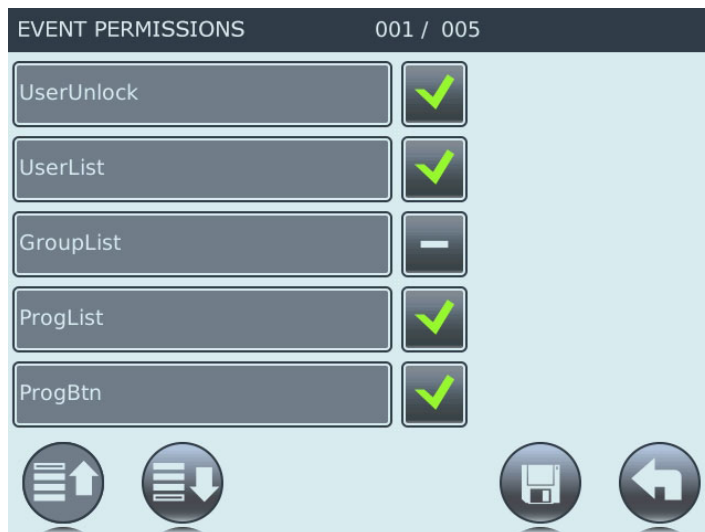 EVENT PERMISSIONS 001 / 005
UserUnlock
UserList
GroupList
ProgList
ProgBtn